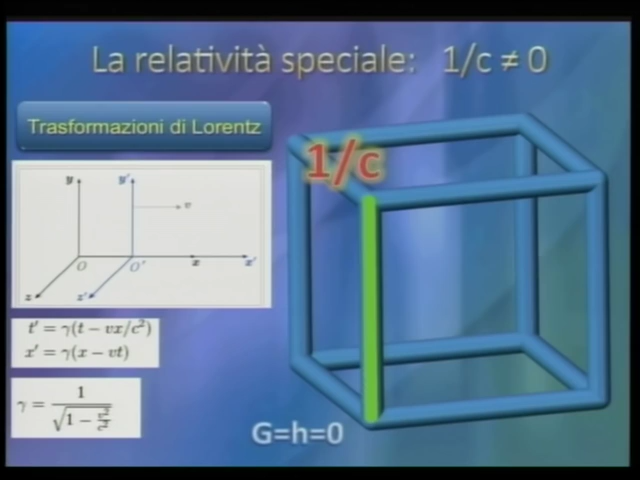 La relatività speciale: 1/c ≠ 0
Trasformazioni di Lorentz
1/c
y y' v
O O' x x'
z z'
t' = γ(t − vx/c²)
x' = γ(x − vt)
γ = 1/√(1 − v²/c²)
G=h=0